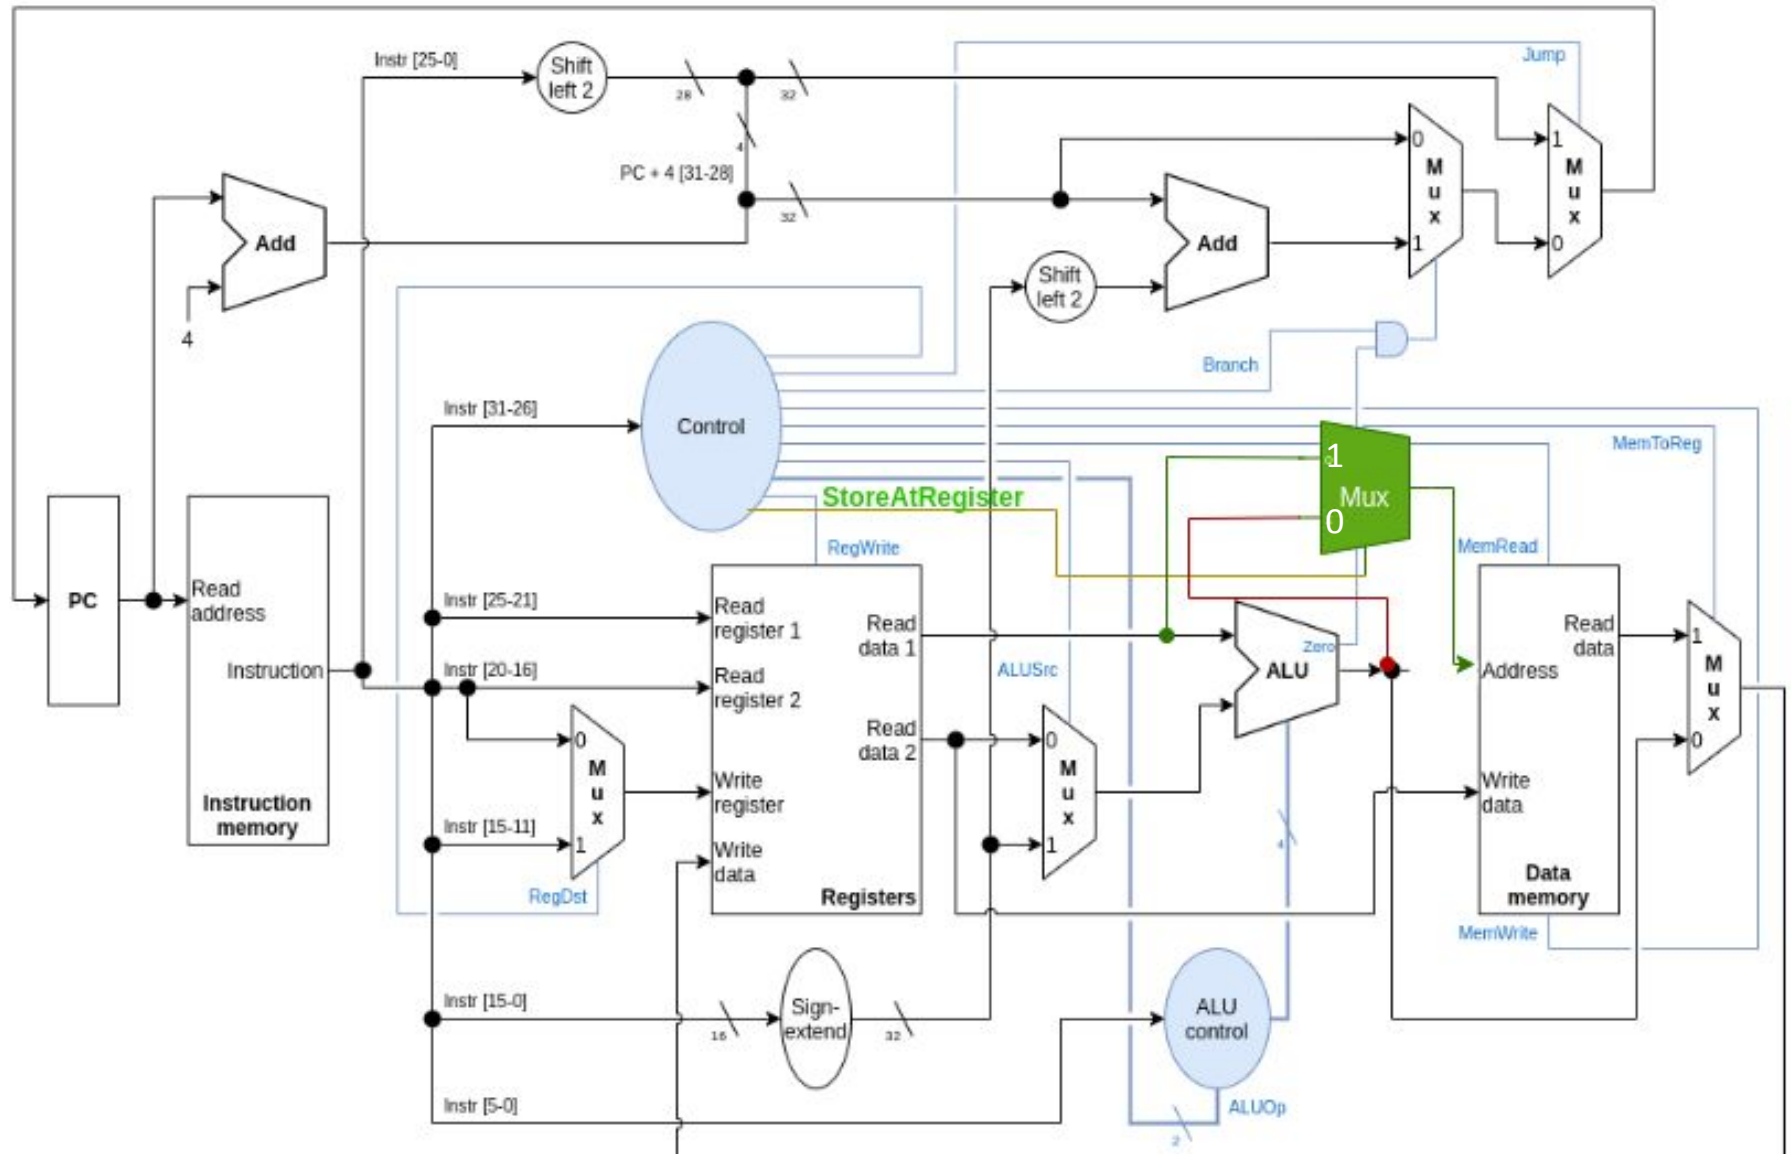 Jump
Instr [25-0]
Shift
left 2
28
32
4
PC + 4 [31-28]
32
0
M
u
x
1
1
M
u
x
0
Add
4
Add
Shift
left 2
Branch
Control
Instr [31-26]
MemToReg
1
Mux
0
StoreAtRegister
RegWrite
MemRead
PC
Read
address
Instruction
Instruction
memory
Instr [25-21]
Instr [20-16]
Instr [15-11]
0
M
u
x
1
RegDst
Read
register 1
Read
register 2
Write
register
Write
data
Read
data 1
Read
data 2
Registers
ALUSrc
0
M
u
x
1
Zero
ALU
4
Address
Read
data
Write
data
Data
memory
MemWrite
1
M
u
x
0
Instr [15-0]
16
Sign-
extend
32
ALU
control
Instr [5-0]
ALUOp
2